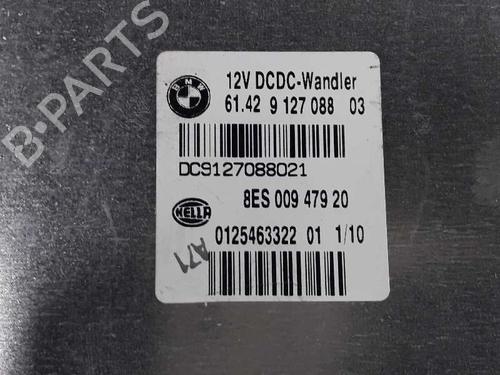 B-PARTS
BMW
12V DCDC-Wandler
61.42 9 127 088 03
DC9127088021
8ES 009 479 20
HELLA
0125463322 01 1/10
A71